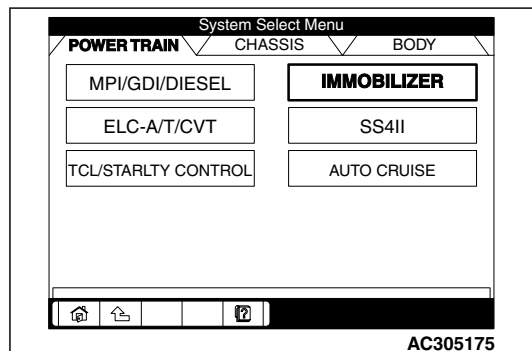 System Select Menu
POWER TRAIN CHASSIS BODY
MPI/GDI/DIESEL IMMOBILIZER
ELC-A/T/CVT SS4II
TCL/STARLTY CONTROL AUTO CRUISE
AC305175